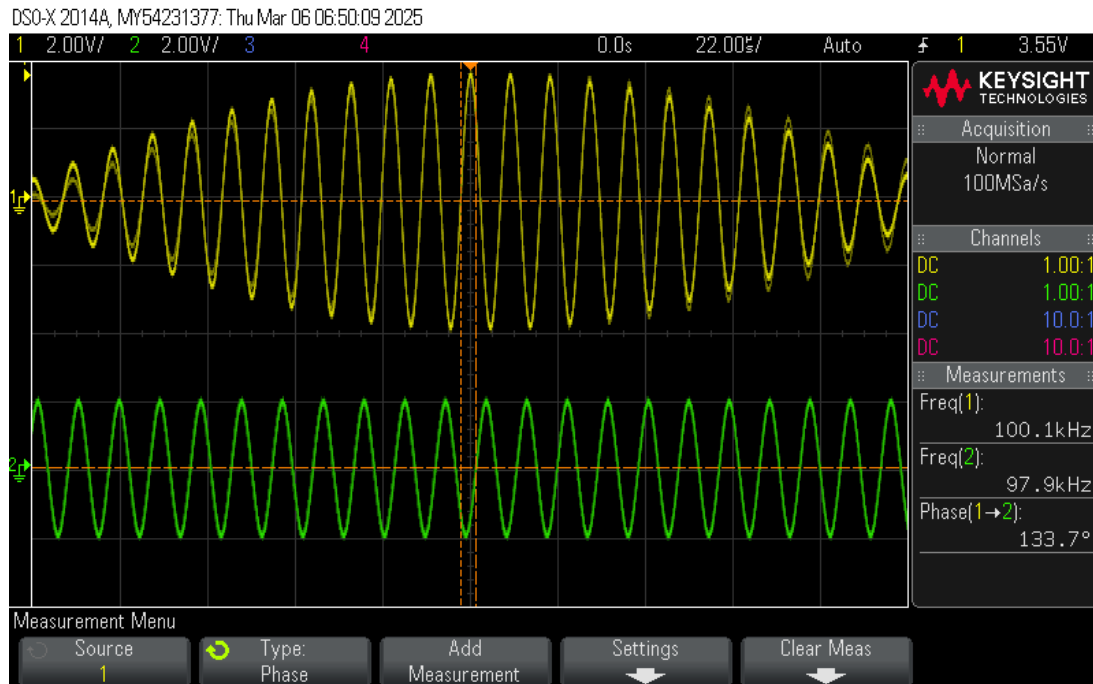 DSO-X 2014A, MY54231377: Thu Mar 06 06:50:09 2025
1 2.00V/ 2 2.00V/ 3 4 0.0s 22.00us/ Auto 1 3.55V
KEYSIGHT
TECHNOLOGIES
Acquisition
Normal
100MSa/s
Channels
DC 1.00:1
DC 1.00:1
DC 10.0:1
DC 10.0:1
Measurements
Freq(1):
100.1kHz
Freq(2):
97.9kHz
Phase(1→2):
133.7°
1
2
Measurement Menu
Source
1
Type:
Phase
Add
Measurement
Settings
Clear Meas